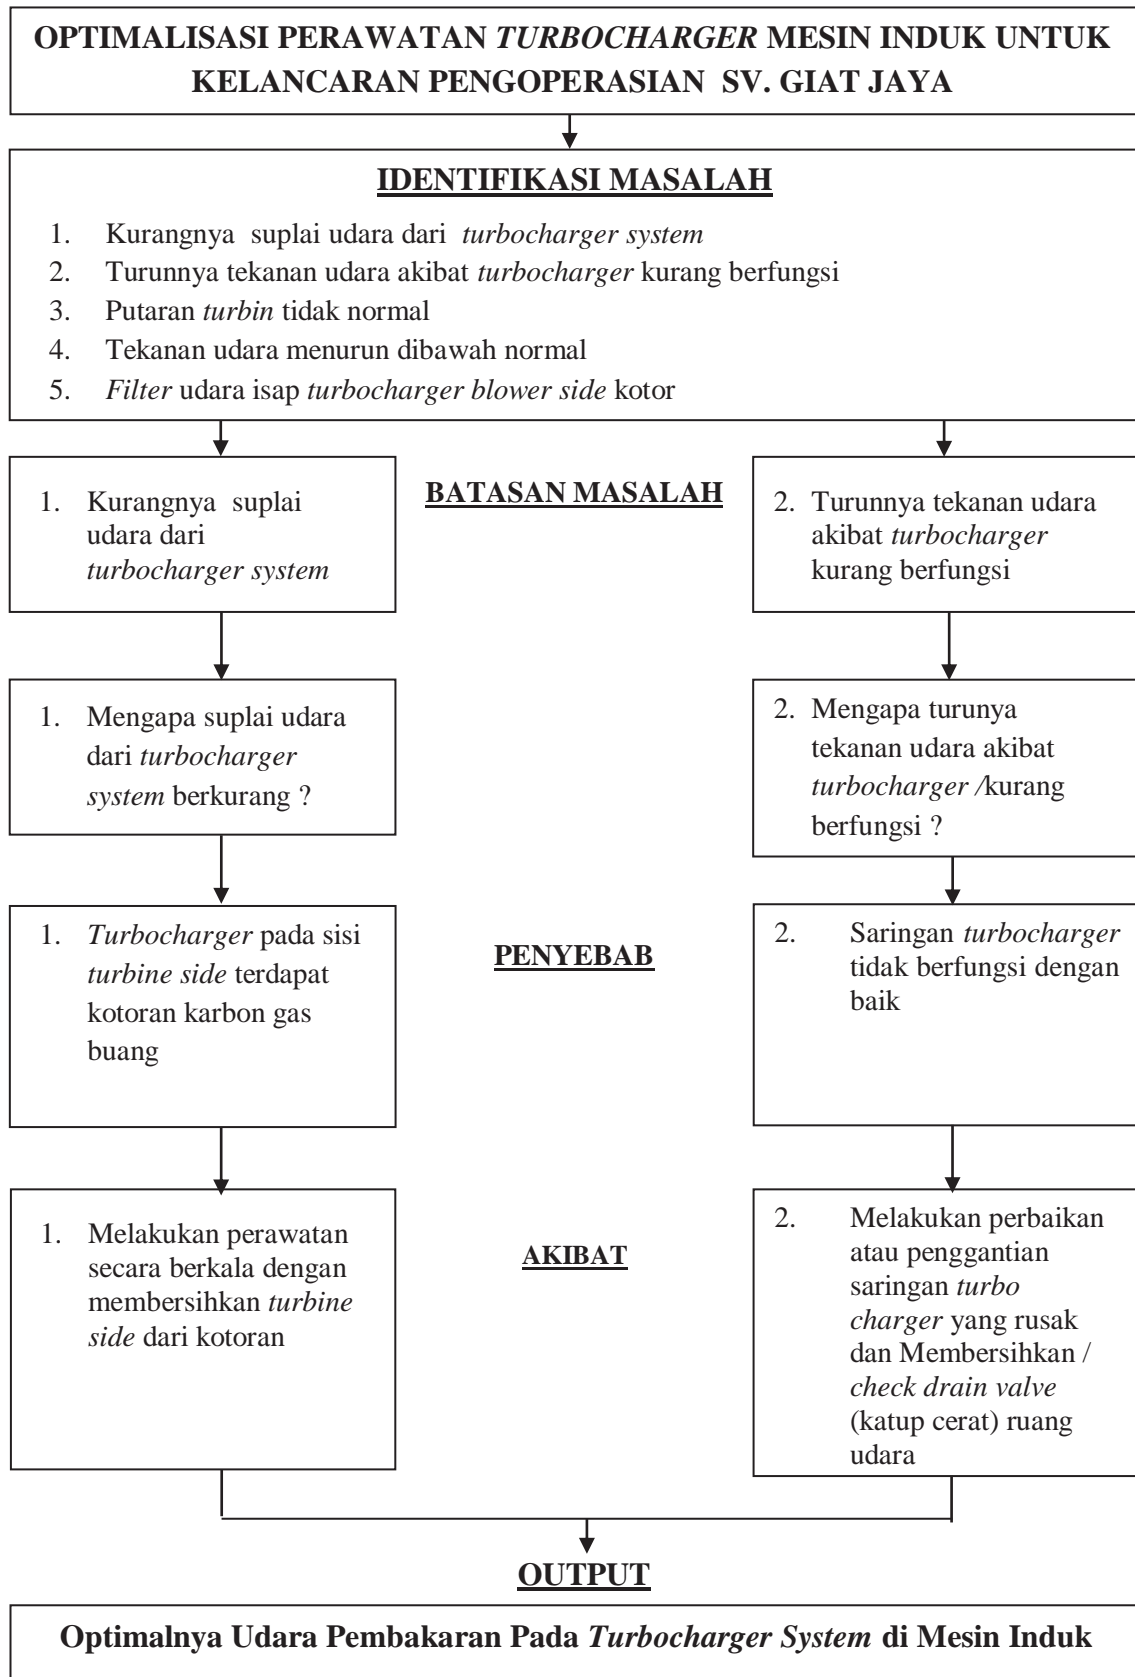 OPTIMALISASI PERAWATAN TURBOCHARGER MESIN INDUK UNTUK
KELANCARAN PENGOPERASIAN SV. GIAT JAYA
IDENTIFIKASI MASALAH
1. Kurangnya suplai udara dari turbocharger system
2. Turunnya tekanan udara akibat turbocharger kurang berfungsi
3. Putaran turbin tidak normal
4. Tekanan udara menurun dibawah normal
5. Filter udara isap turbocharger blower side kotor
1. Kurangnya suplai
udara dari
turbocharger system
BATASAN MASALAH
2. Turunnya tekanan udara
akibat turbocharger
kurang berfungsi
1. Mengapa suplai udara
dari turbocharger
system berkurang ?
2. Mengapa turunya
tekanan udara akibat
turbocharger /kurang
berfungsi ?
1. Turbocharger pada sisi
turbine side terdapat
kotoran karbon gas
buang
PENYEBAB
2. Saringan turbocharger
tidak berfungsi dengan
baik
1. Melakukan perawatan
secara berkala dengan
membersihkan turbine
side dari kotoran
AKIBAT
2. Melakukan perbaikan
atau penggantian
saringan turbo
charger yang rusak
dan Membersihkan /
check drain valve
(katup cerat) ruang
udara
OUTPUT
Optimalnya Udara Pembakaran Pada Turbocharger System di Mesin Induk